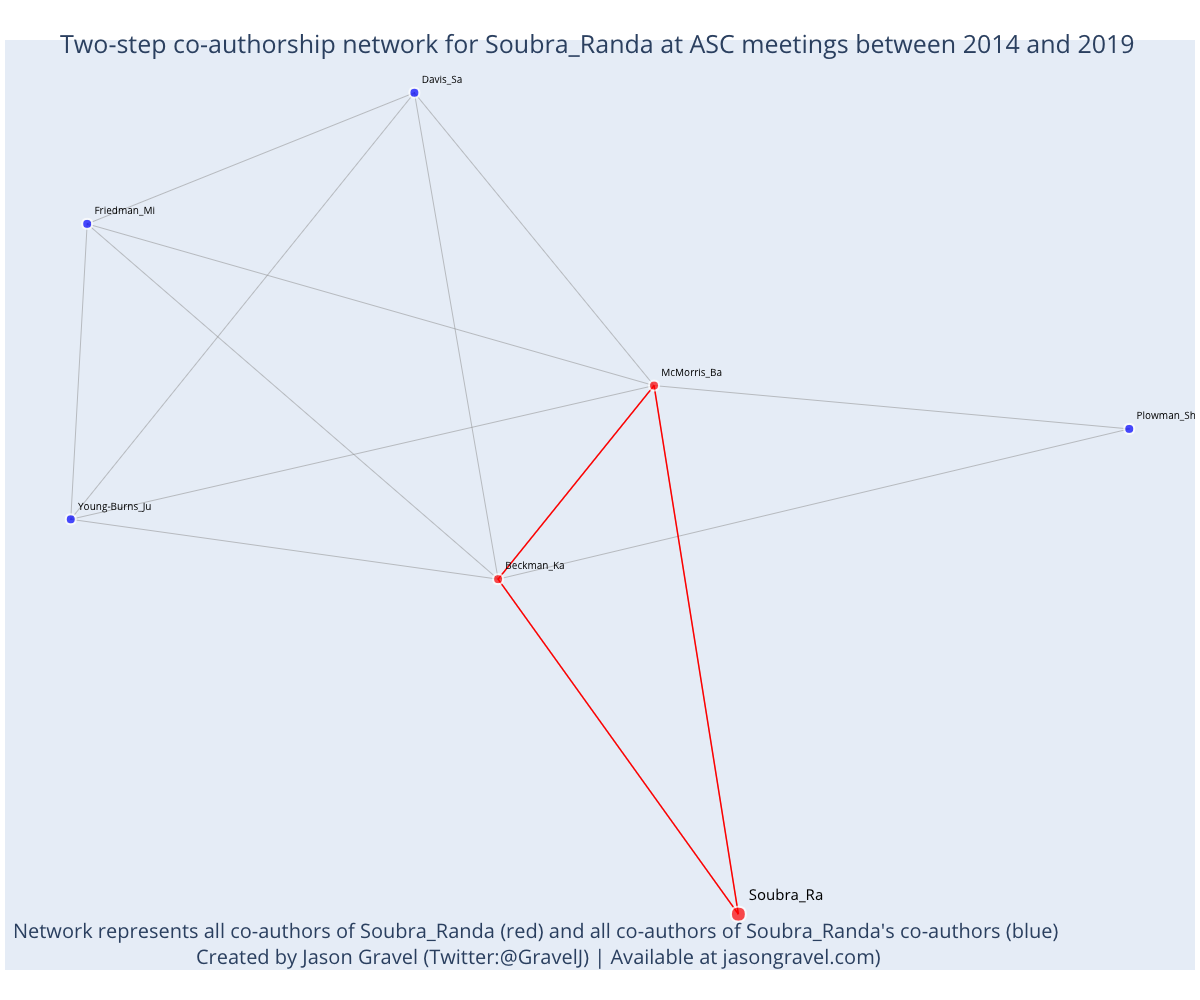 Two-step co-authorship network for Soubra_Randa at ASC meetings between 2014 and 2019
Davis_Sa
Friedman_Mi
McMorris_Ba
Plowman_Sh
Young-Burns_Ju
Beckman_Ka
Soubra_Ra
Network represents all co-authors of Soubra_Randa (red) and all co-authors of Soubra_Randa's co-authors (blue)
Created by Jason Gravel (Twitter:@GravelJ) | Available at jasongravel.com)